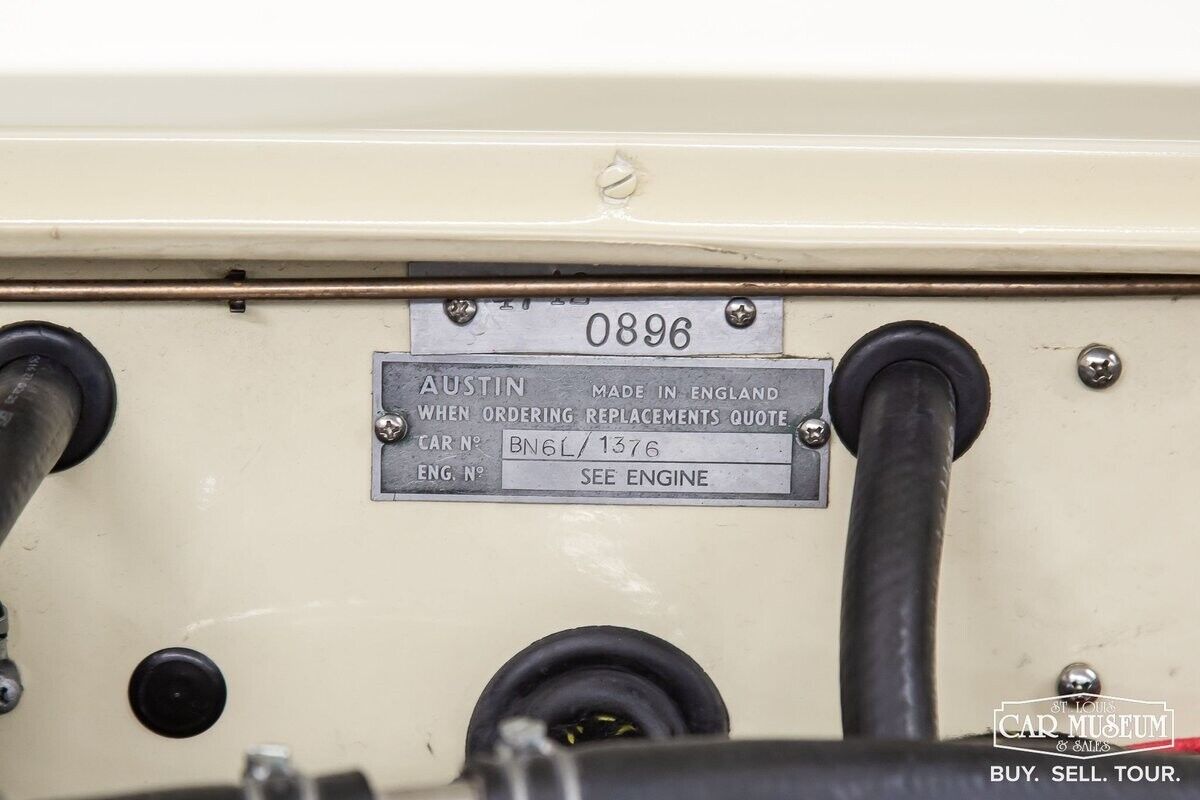 0896
AUSTIN MADE IN ENGLAND
WHEN ORDERING REPLACEMENTS QUOTE
CAR Nº BN6L/1376
ENG. Nº SEE ENGINE
ST. LOUIS
CAR MUSEUM
& SALES
BUY. SELL. TOUR.